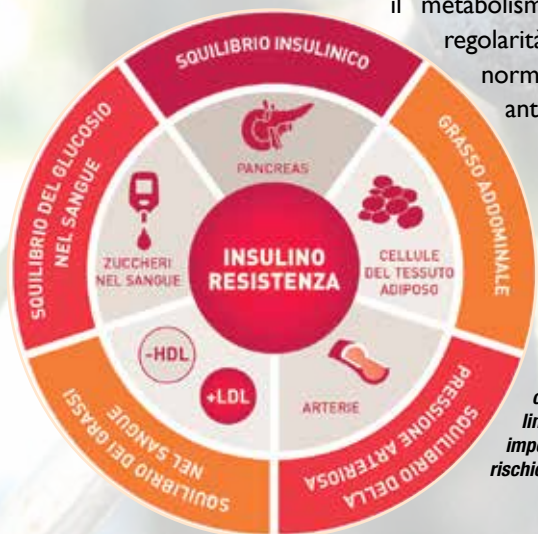 il metabolism
regolarità
norm
ant
SQUILIBRIO INSULINICO
GRASSO ADDOMINALE
SQUILIBRIO DELLA
PRESSIONE ARTERIOSA
SQUILIBRIO DEI GRASSI
NEL SANGUE
SQUILIBRIO DEL GLUCOSIO
NEL SANGUE
PANCREAS
CELLULE
DEL TESSUTO
ADIPOSO
ARTERIE
-HDL
+LDL
ZUCCHERI
NEL SANGUE
INSULINO
RESISTENZA
lin
imp
rischi